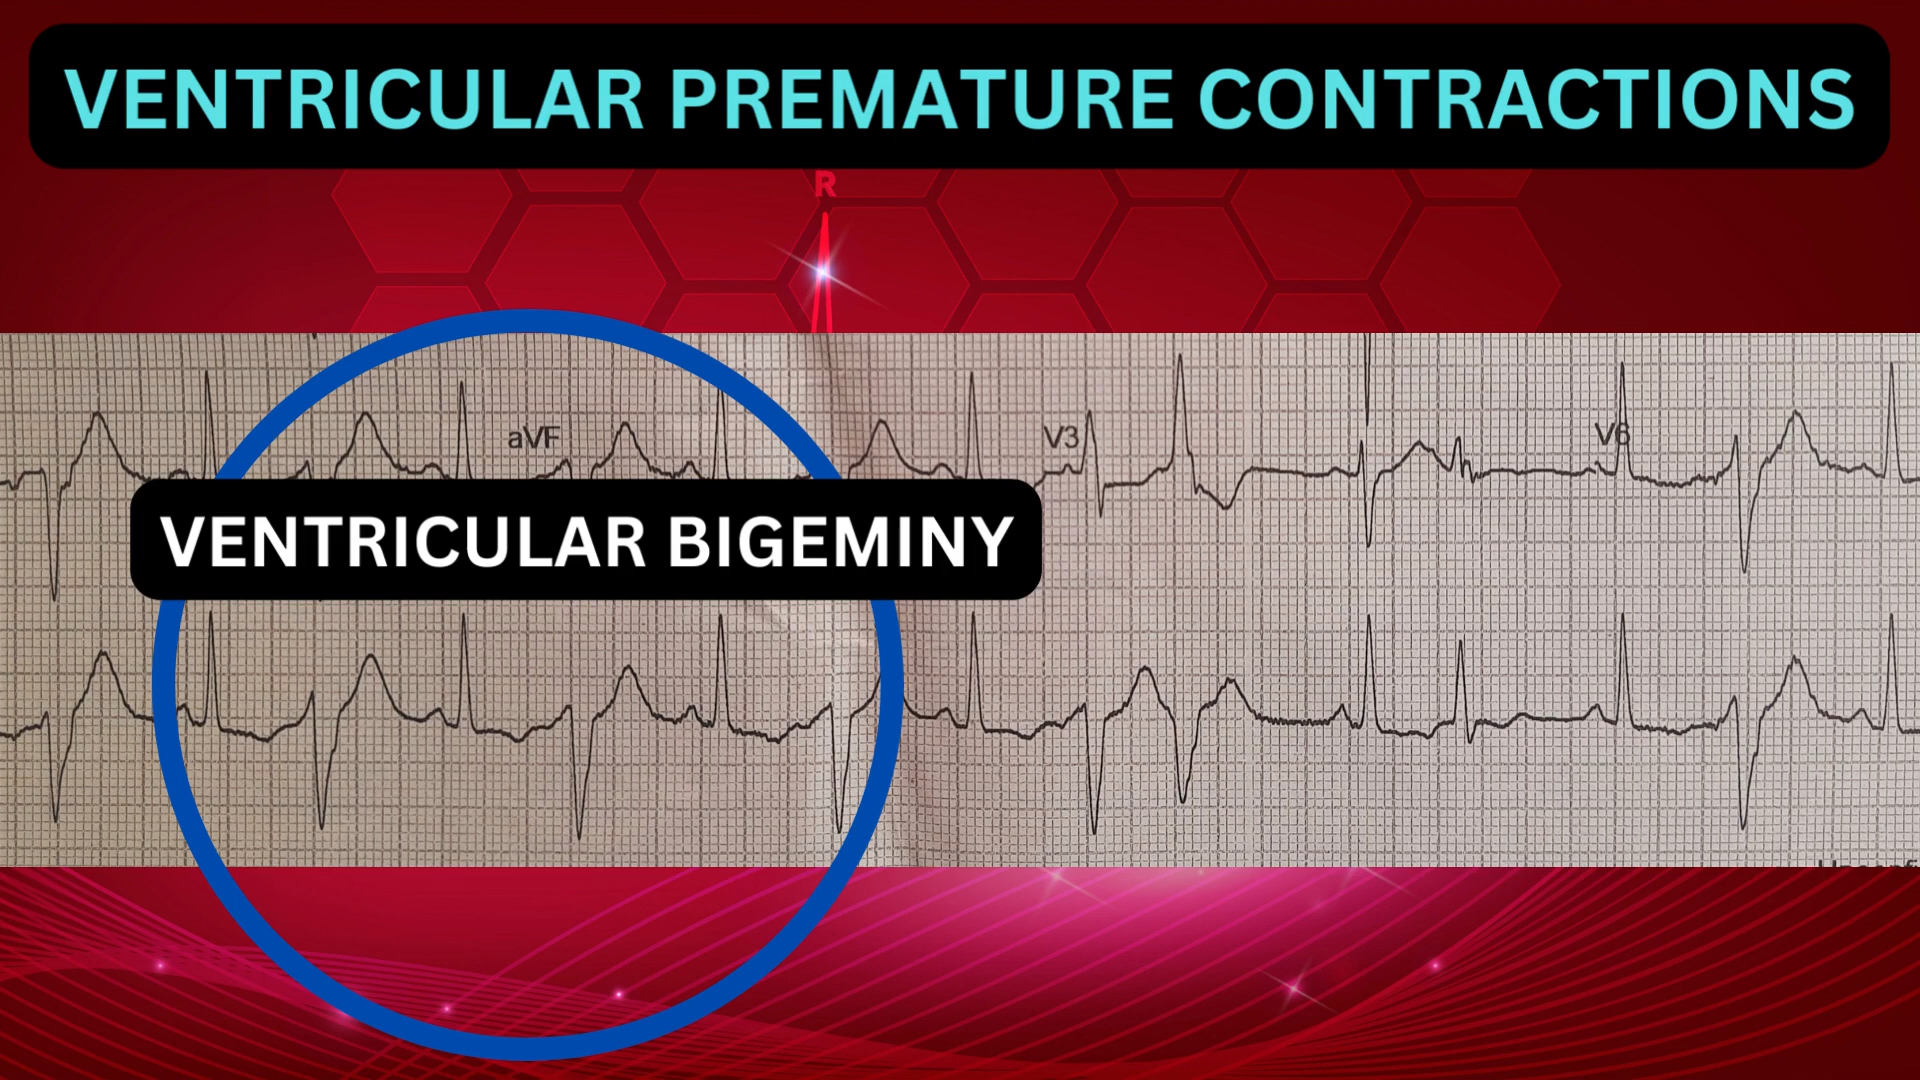 VENTRICULAR PREMATURE CONTRACTIONS
R
aVF
V3
V6
VENTRICULAR BIGEMINY